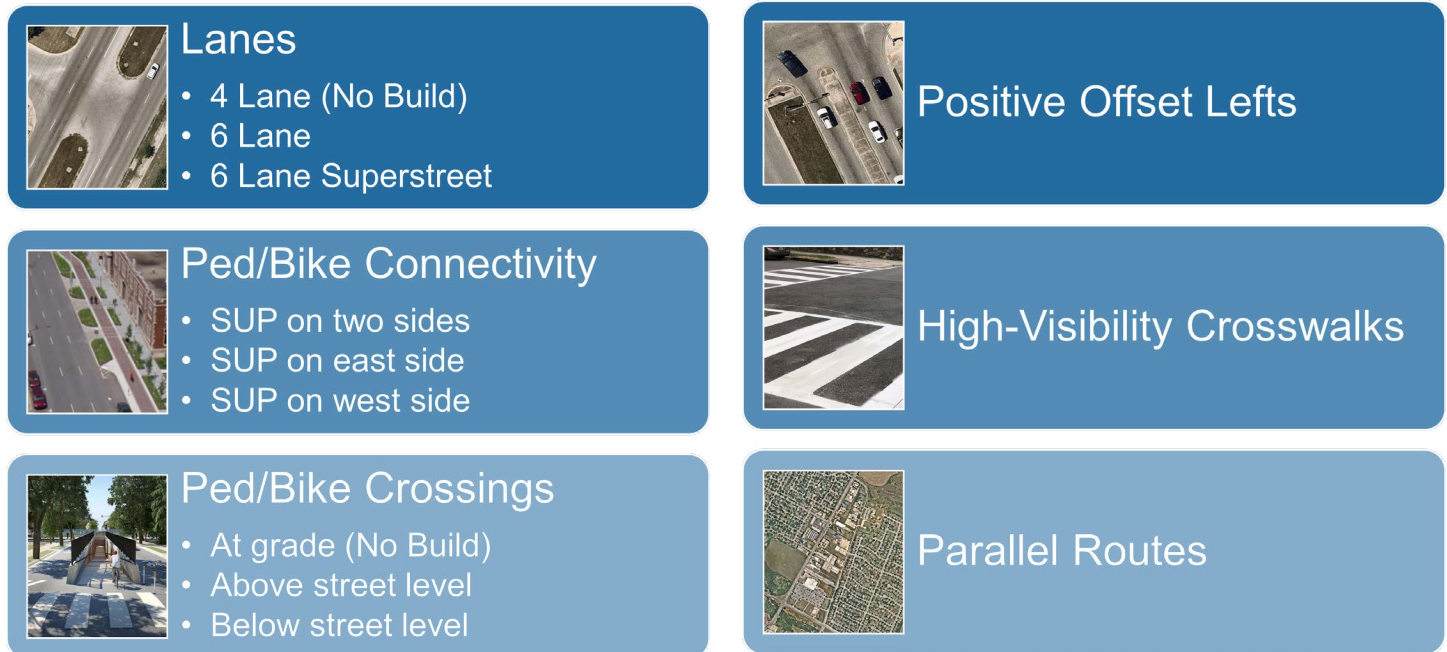 Lanes
• 4 Lane (No Build)
• 6 Lane
• 6 Lane Superstreet
Ped/Bike Connectivity
• SUP on two sides
• SUP on east side
• SUP on west side
Ped/Bike Crossings
• At grade (No Build)
• Above street level
• Below street level
Positive Offset Lefts
High-Visibility Crosswalks
Parallel Routes